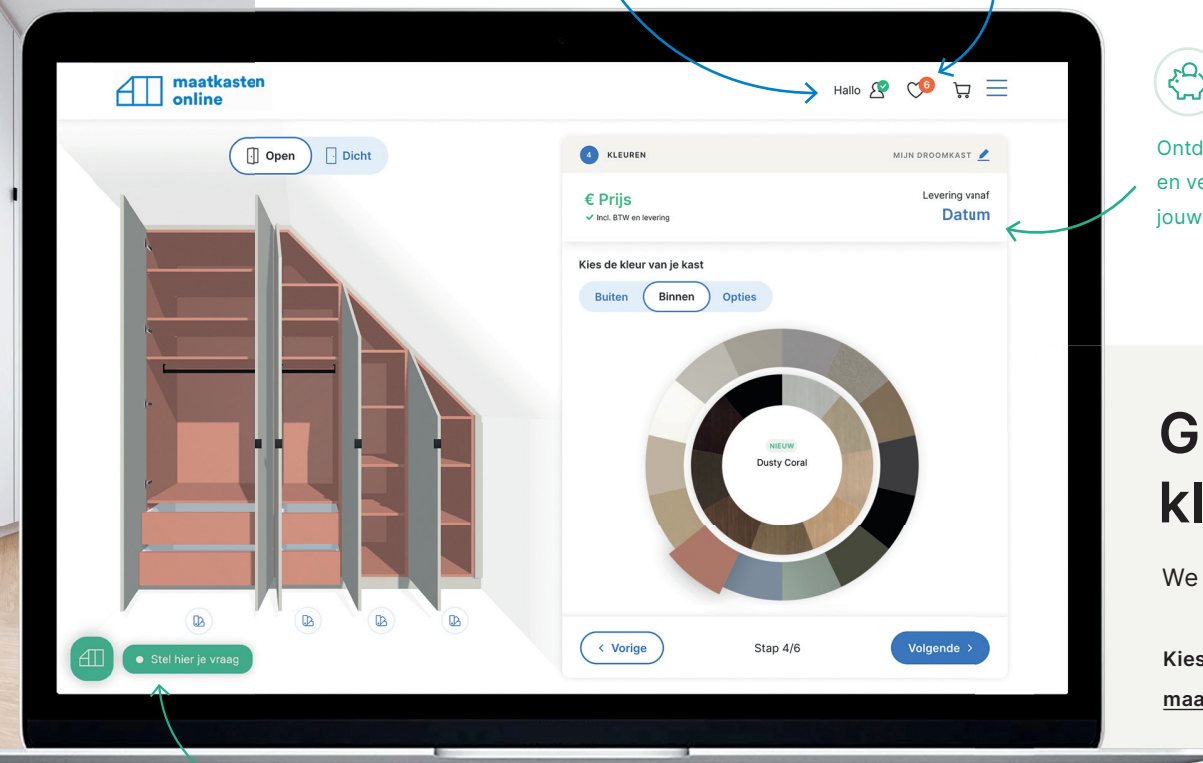 maatkasten
online
Hallo
6
Open
Dicht
4
KLEUREN
MIJN DROOMKAST
€ Prijs
Incl. BTW en levering
Levering vanaf
Datum
Kies de kleur van je kast
Buiten
Binnen
Opties
NIEUW
Dusty Coral
< Vorige
Stap 4/6
Volgende >
Stel hier je vraag
Ontd
en ve
jouw
G
kl
We
Kies
maa